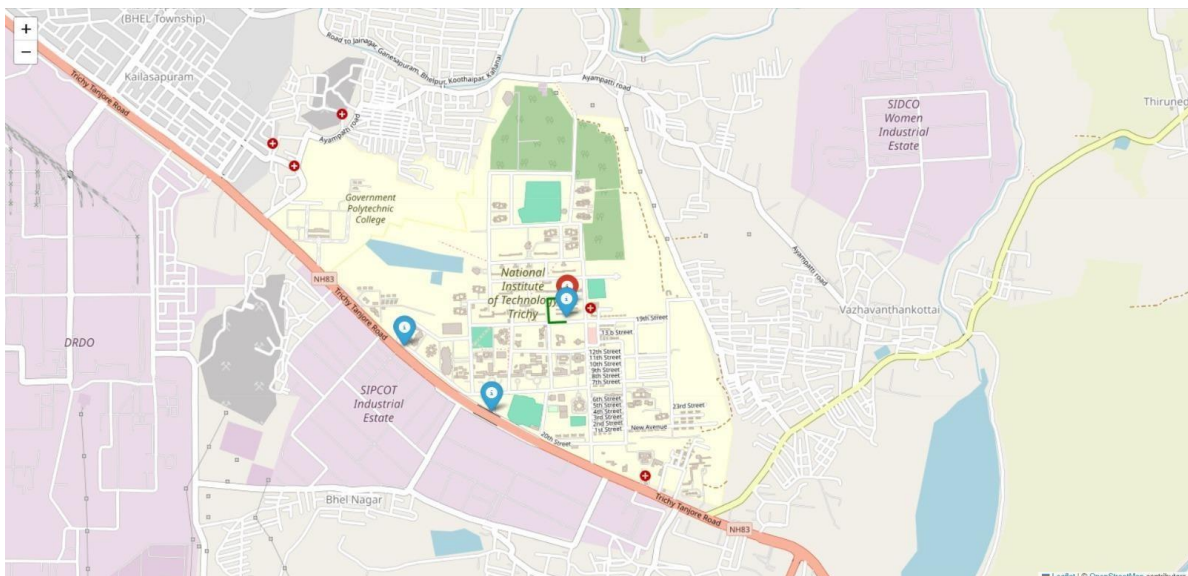 +
−
(BHEL Township)
Kailasapuram
Trichy Tanjore Road
Road to Jainagar, Ganesapuram, Bhelput, Koothaipar, Kallanai
Ayampatti road
Ayampatti road
SIDCO
Women
Industrial
Estate
Thiruned
Government
Polytechnic
College
NH83
Trichy Tanjore Road
DRDO
SIPCOT
Industrial
Estate
National
Institute
of Technology
Trichy
Ayampatti road
Vazhavanthankottai
19th Street
13.b Street
12th Street
11th Street
10th Street
9th Street
8th Street
7th Street
6th Street
5th Street
4th Street
3rd Street
2nd Street
1st Street
23rd Street
New Avenue
20th Street
Bhel Nagar
Trichy Tanjore Road
NH83
Leaflet | © OpenStreetMap contributors